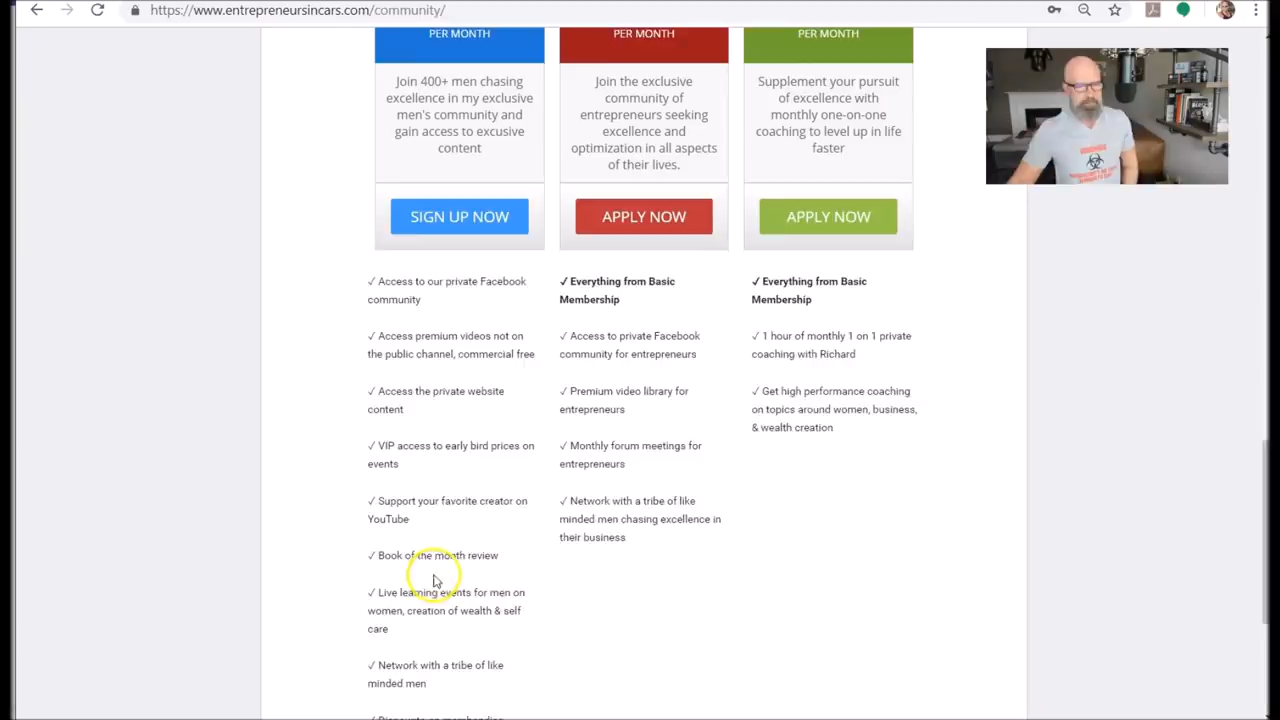 https://www.entrepreneursincars.com/community/
PER MONTH
Join 400+ men chasing
excellence in my exclusive
men's community and
gain access to excusive
content
SIGN UP NOW
✓ Access to our private Facebook
community
✓ Access premium videos not on
the public channel, commercial free
✓ Access the private website
content
✓ VIP access to early bird prices on
events
✓ Support your favorite creator on
YouTube
✓ Book of the month review
✓ Live learning events for men on
women, creation of wealth & self
care
✓ Network with a tribe of like
minded men
PER MONTH
Join the exclusive
community of
entrepreneurs seeking
excellence and
optimization in all aspects
of their lives.
APPLY NOW
✓ Everything from Basic
Membership
✓ Access to private Facebook
community for entrepreneurs
✓ Premium video library for
entrepreneurs
✓ Monthly forum meetings for
entrepreneurs
✓ Network with a tribe of like
minded men chasing excellence in
their business
PER MONTH
Supplement your pursuit
of excellence with
monthly one-on-one
coaching to level up in life
faster
APPLY NOW
✓ Everything from Basic
Membership
✓ 1 hour of monthly 1 on 1 private
coaching with Richard
✓ Get high performance coaching
on topics around women, business,
& wealth creation